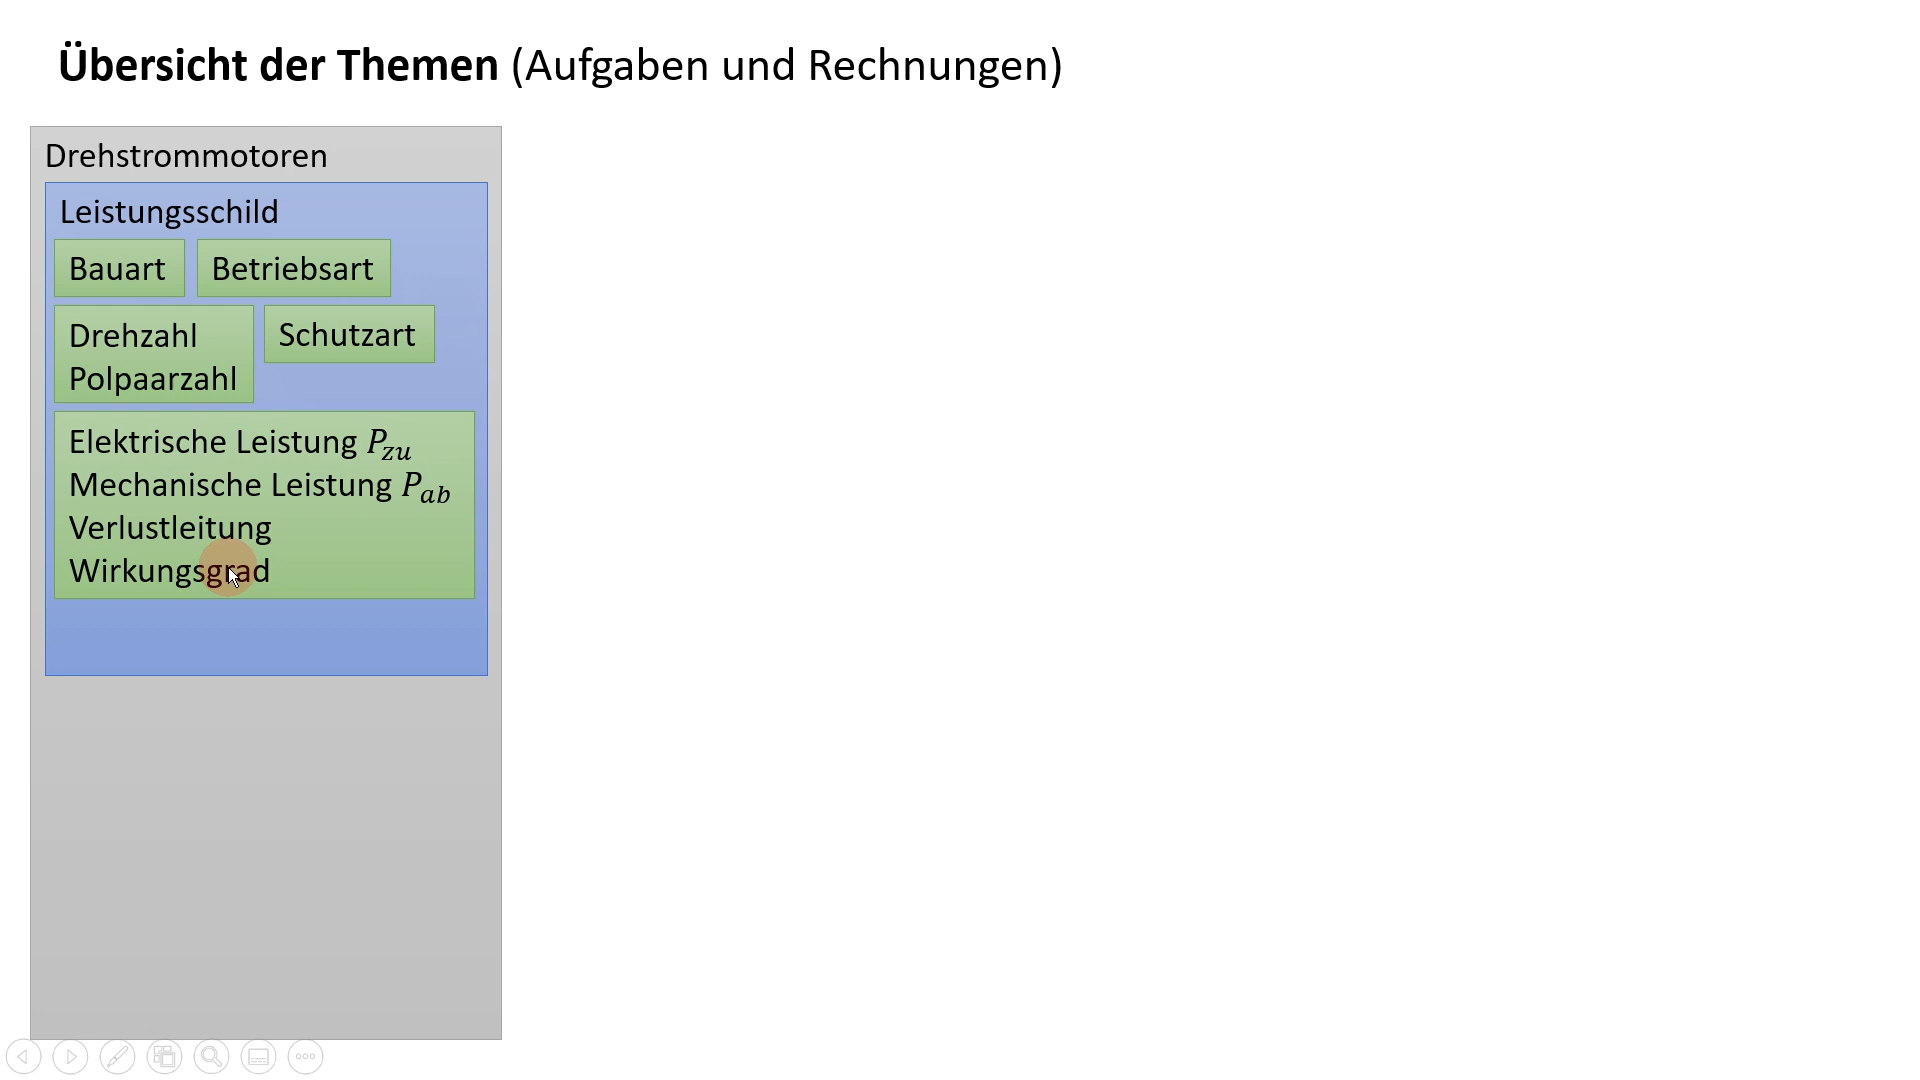 Übersicht der Themen (Aufgaben und Rechnungen)
Drehstrommotoren
Leistungsschild
Bauart
Betriebsart
Drehzahl
Polpaarzahl
Schutzart
Elektrische Leistung P_zu
Mechanische Leistung P_ab
Verlustleitung
Wirkungsgrad